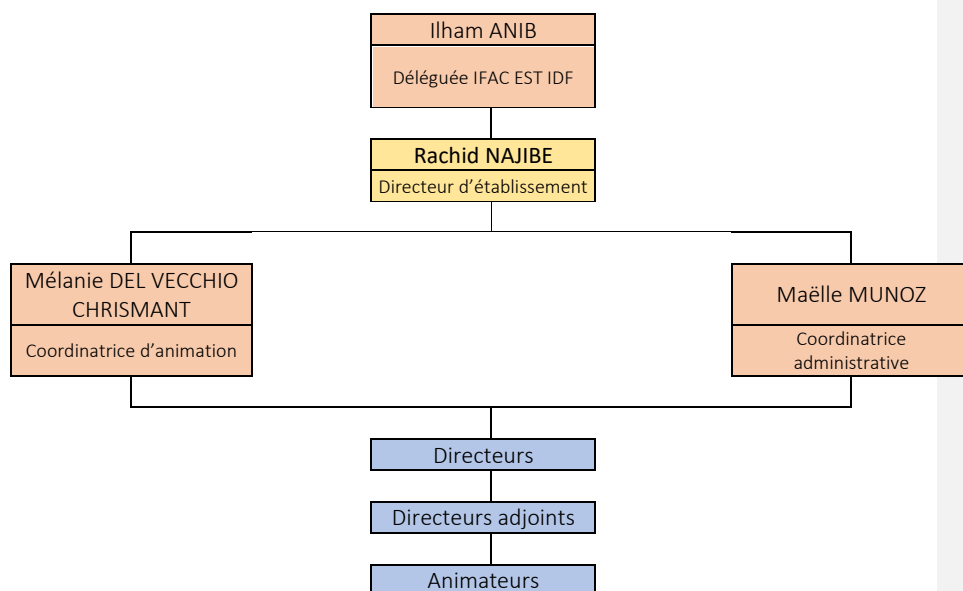 Ilham ANIB
Déléguée IFAC EST IDF
Rachid NAJIBE
Directeur d’établissement
Mélanie DEL VECCHIO
CHRISMANT
Coordinatrice d’animation
Maëlle MUNOZ
Coordinatrice
administrative
Directeurs
Directeurs adjoints
Animateurs